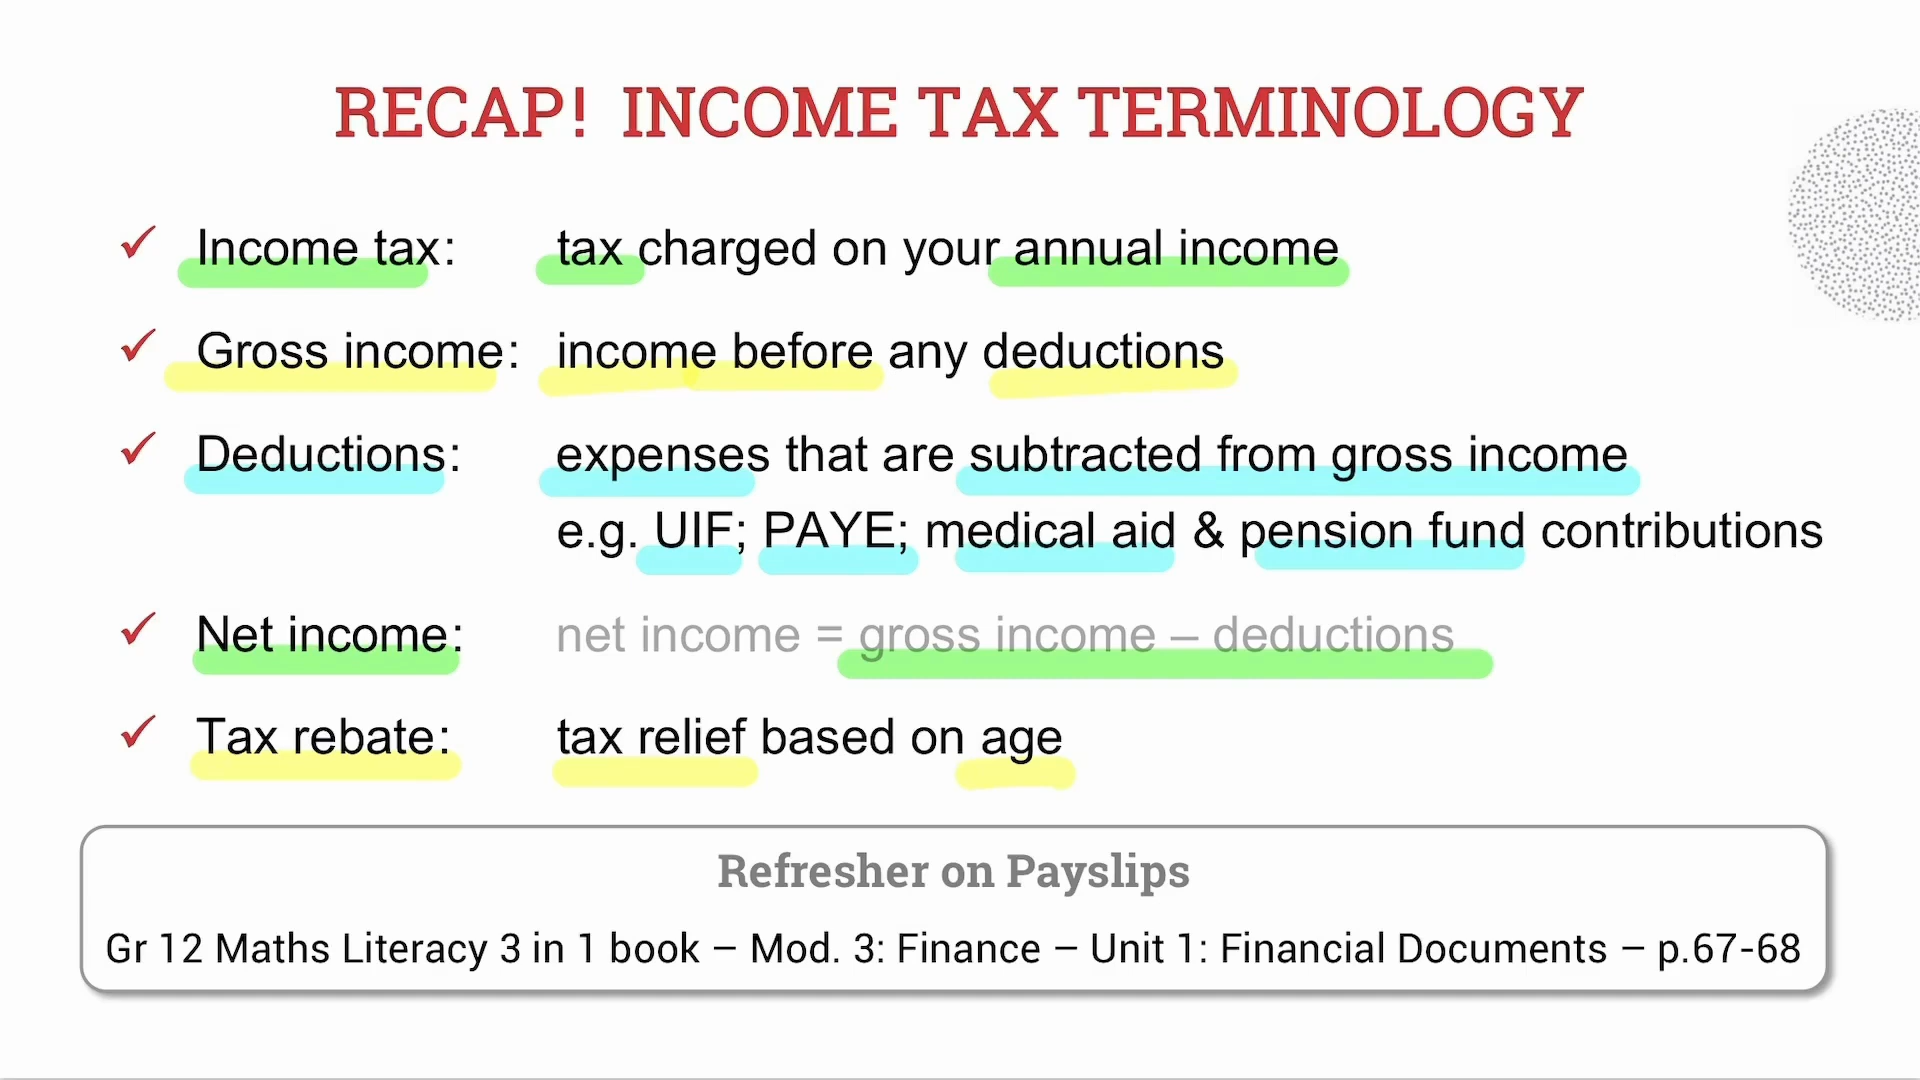 RECAP! INCOME TAX TERMINOLOGY
✓ Income tax: tax charged on your annual income
✓ Gross income: income before any deductions
✓ Deductions: expenses that are subtracted from gross income
e.g. UIF; PAYE; medical aid & pension fund contributions
✓ Net income: net income = gross income – deductions
✓ Tax rebate: tax relief based on age
Refresher on Payslips
Gr 12 Maths Literacy 3 in 1 book – Mod. 3: Finance – Unit 1: Financial Documents – p.67-68